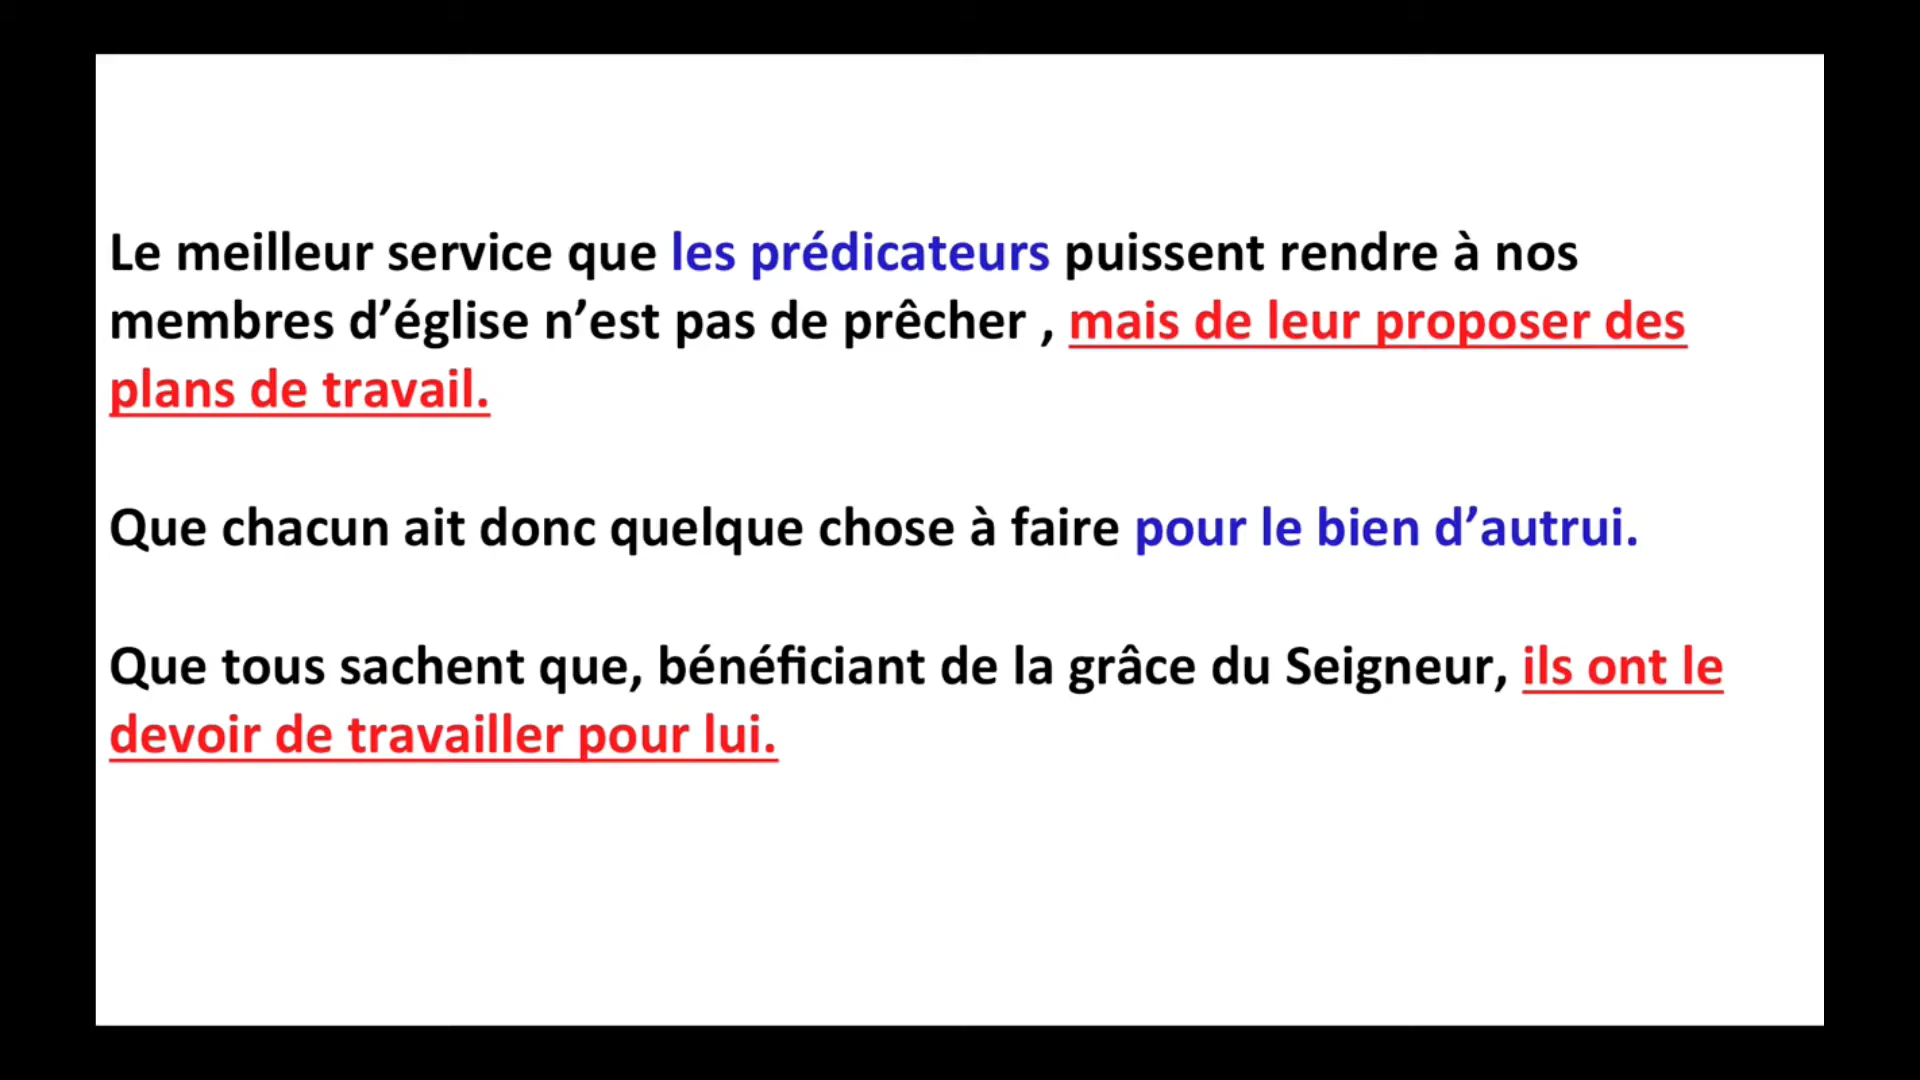 Le meilleur service que les prédicateurs puissent rendre à nos
membres d’église n’est pas de prêcher , mais de leur proposer des
plans de travail.
Que chacun ait donc quelque chose à faire pour le bien d’autrui.
Que tous sachent que, bénéficiant de la grâce du Seigneur, ils ont le
devoir de travailler pour lui.